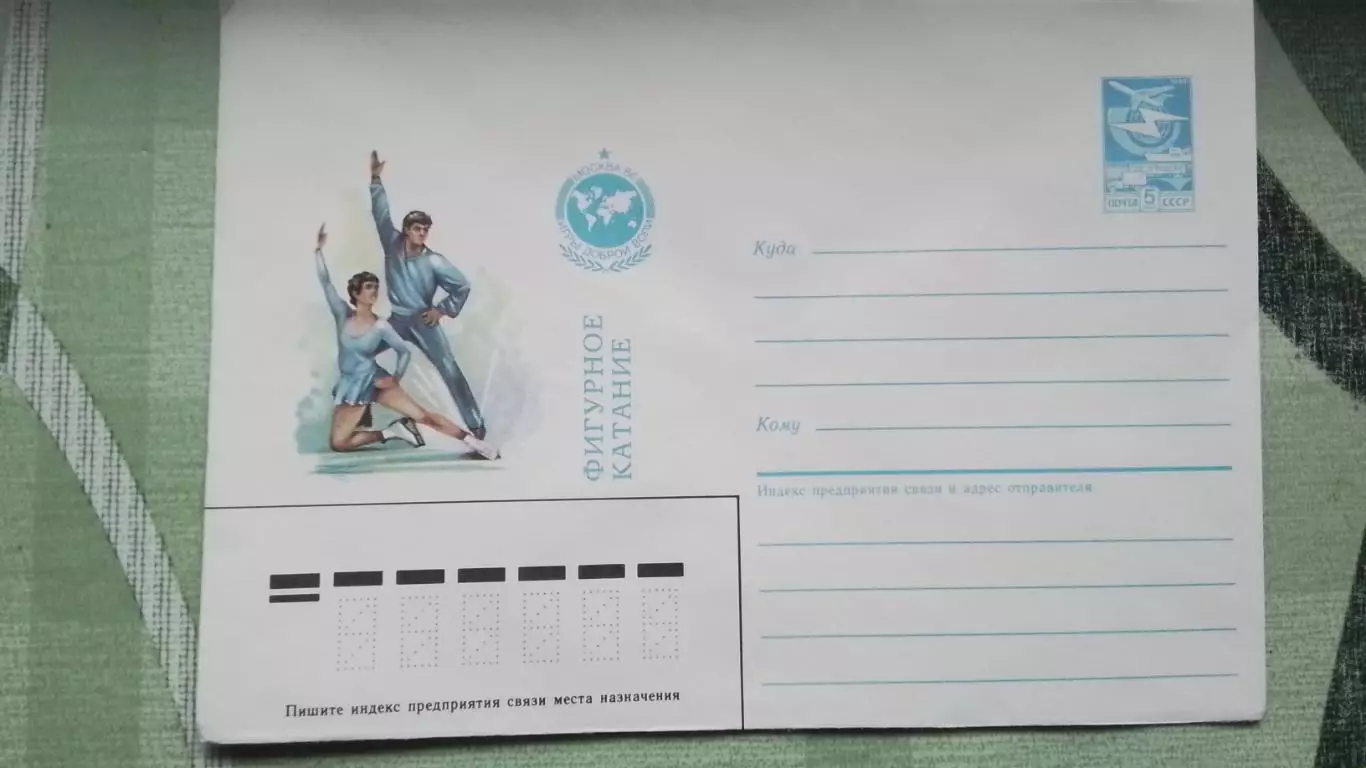 МОСКВА 86
ИГРЫ ДОБРОЙ ВОЛИ
ФИГУРНОЕ
КАТАНИЕ
ПОЧТА 5 СССР
Куда
Кому
Индекс предприятия связи и адрес отправителя
Пишите индекс предприятия связи места назначения